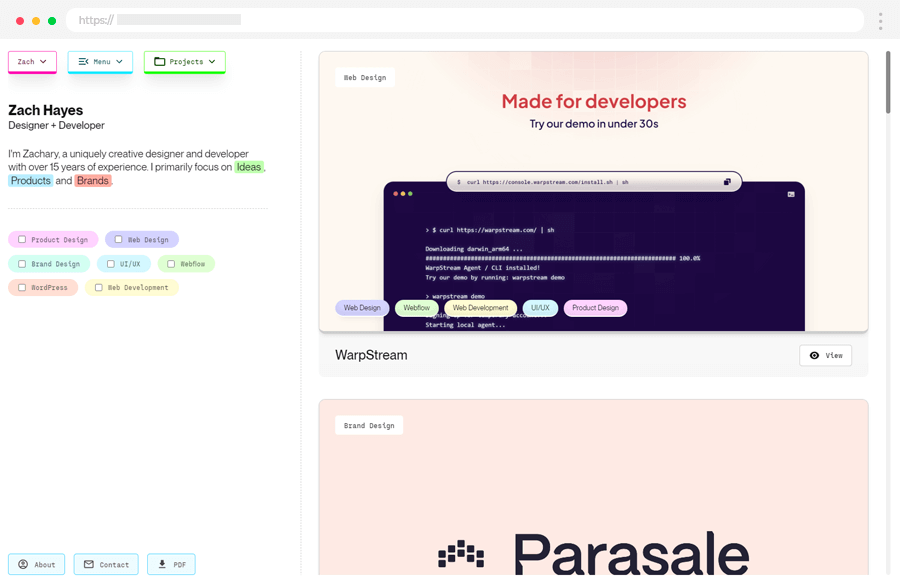 https://
Zach
Menu
Projects
Zach Hayes
Designer + Developer
I'm Zachary, a uniquely creative designer and developer
with over 15 years of experience. I primarily focus on Ideas,
Products and Brands.
Product Design
Web Design
Brand Design
UI/UX
Webflow
WordPress
Web Development
About
Contact
PDF
Web Design
Made for developers
Try our demo in under 30s
$ curl https://console.warpstream.com/install.sh | sh
> $ curl https://warpstream.com/ | sh
Downloading darwin_arm64 ...
######################################################################## 100.0%
WarpStream Agent / CLI installed!
Try our demo by running: warpstream demo
> warpstream demo
Web Design
Webflow
Web Development
UI/UX
Product Design
Starting local agent...
WarpStream
View
Brand Design
Parasale